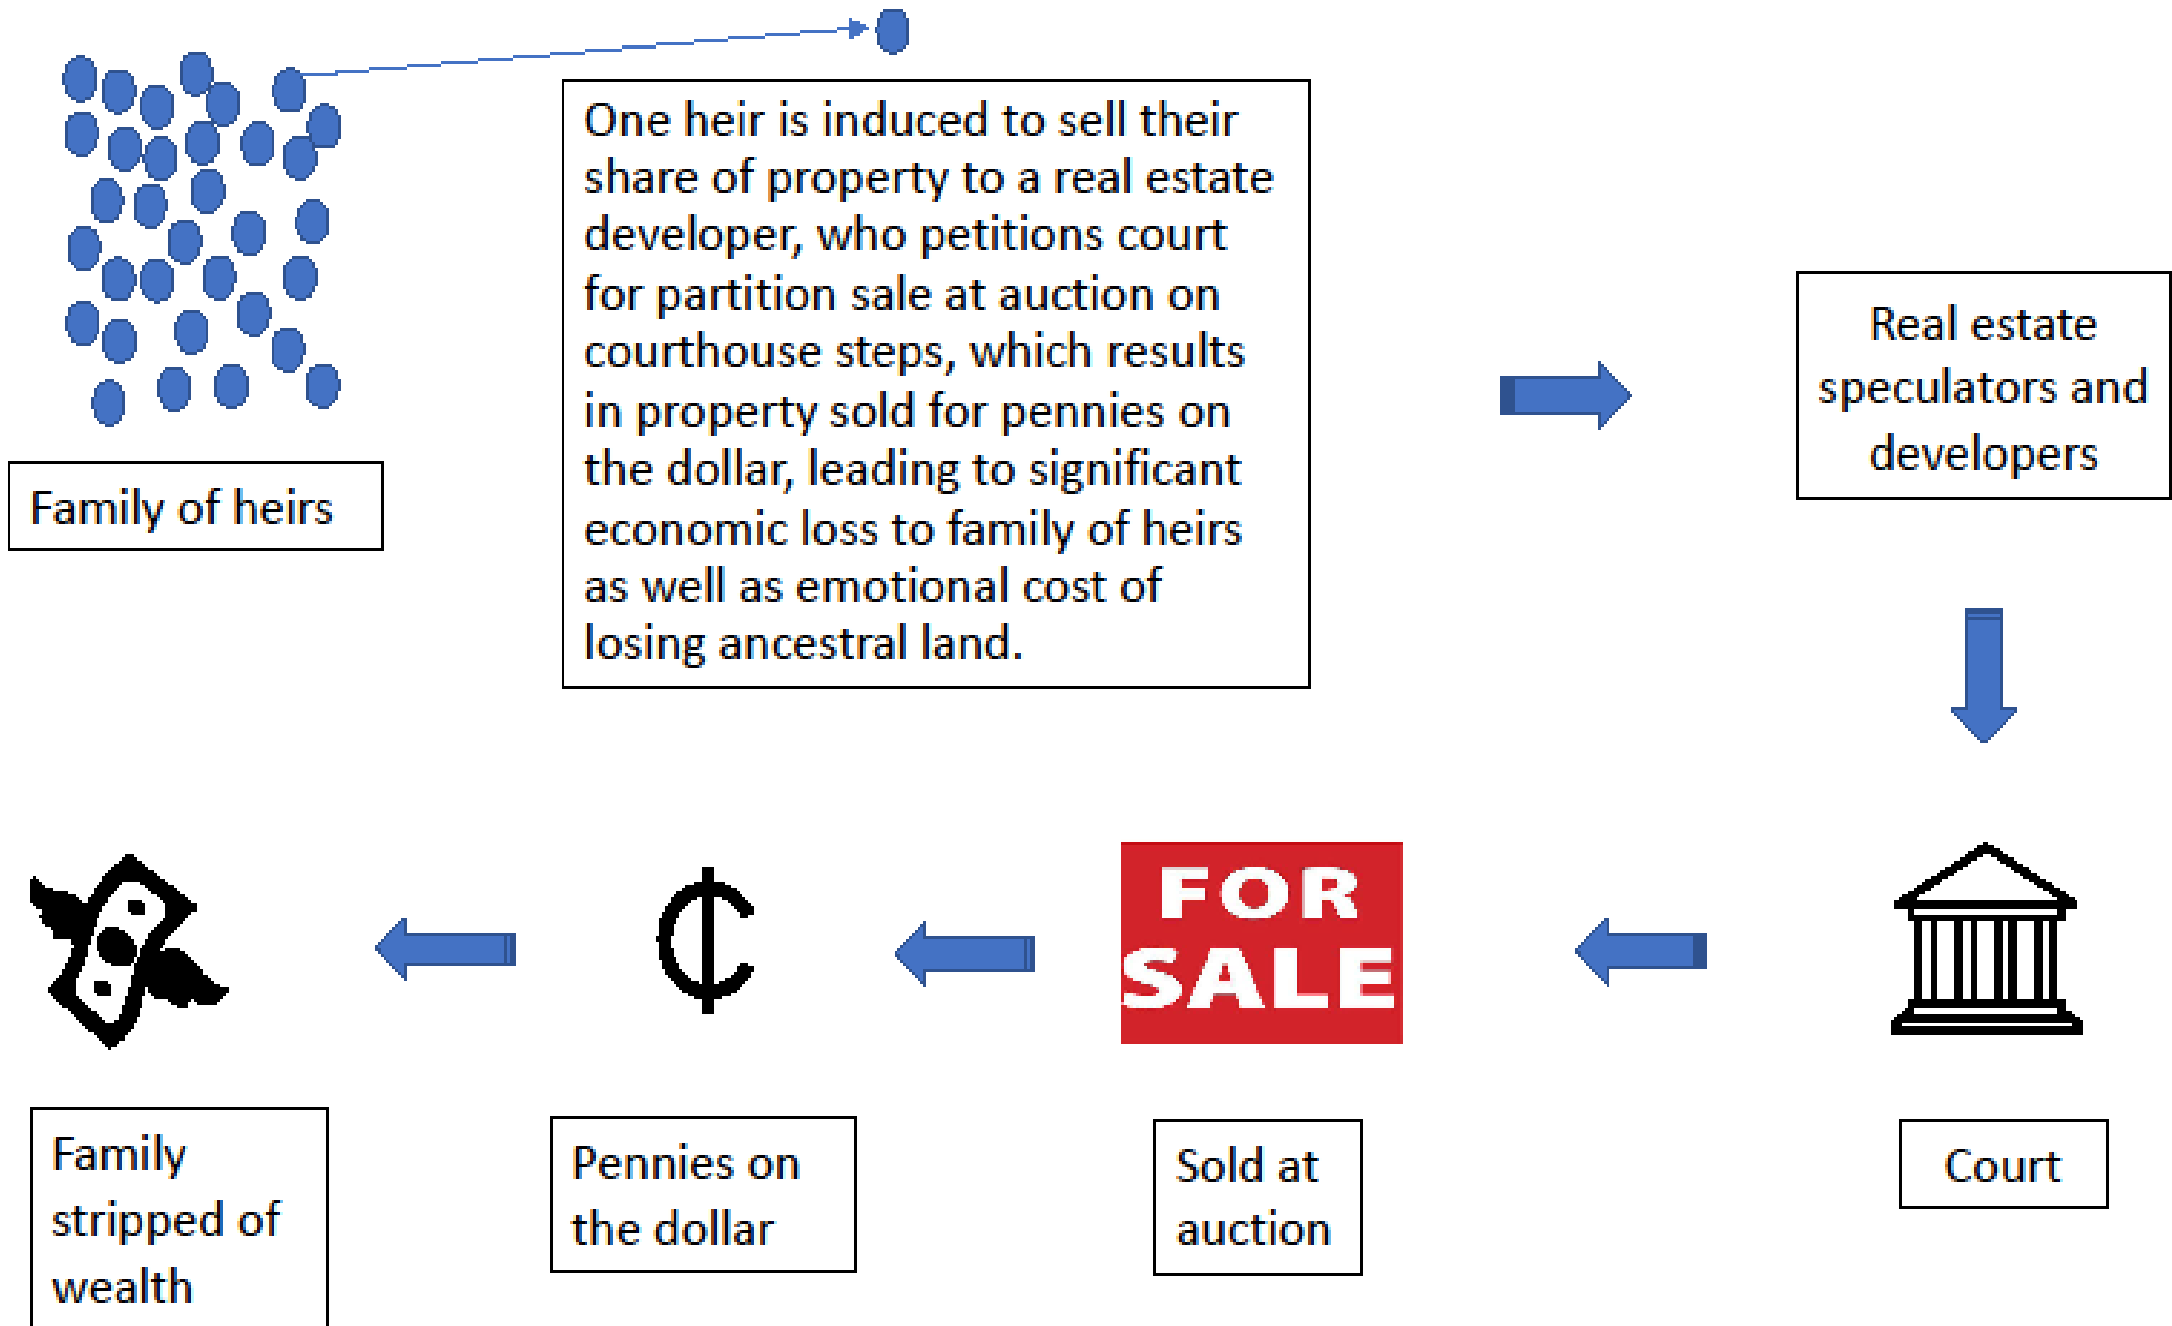 One heir is induced to sell their
share of property to a real estate
developer, who petitions court
for partition sale at auction on
courthouse steps, which results
in property sold for pennies on
the dollar, leading to significant
economic loss to family of heirs
as well as emotional cost of
losing ancestral land.
Family of heirs
Real estate
speculators and
developers
FOR
SALE
Family
stripped of
wealth
Pennies on
the dollar
Sold at
auction
Court